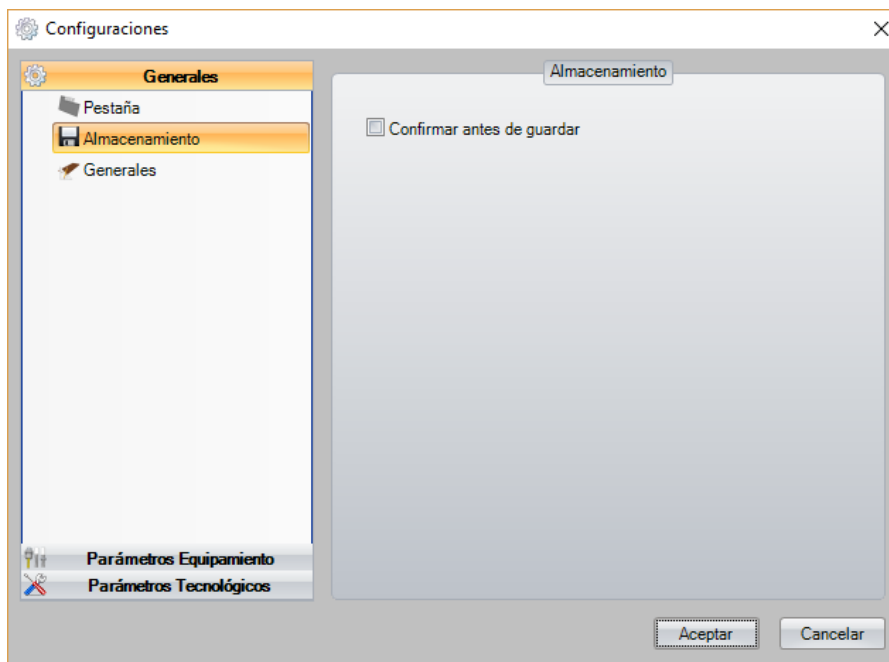 Configuraciones
Generales
Pestaña
Almacenamiento
Generales
Parámetros Equipamiento
Parámetros Tecnológicos
Almacenamiento
Confirmar antes de guardar
Aceptar
Cancelar